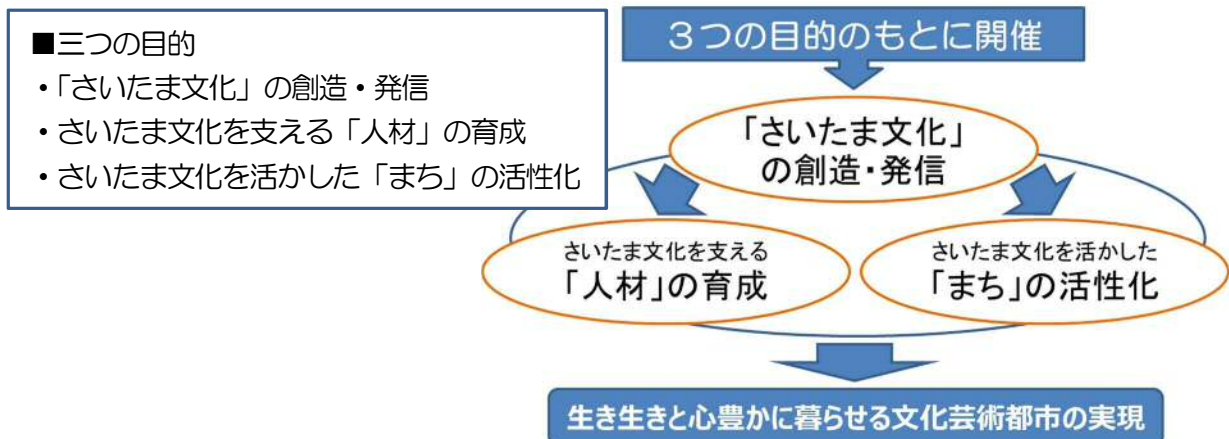 ■三つの目的
・「さいたま文化」の創造・発信
・さいたま文化を支える「人材」の育成
・さいたま文化を活かした「まち」の活性化
３つの目的のもとに開催
「さいたま文化」
の創造・発信
さいたま文化を支える
「人材」の育成
さいたま文化を活かした
「まち」の活性化
生き生きと心豊かに暮らせる文化芸術都市の実現